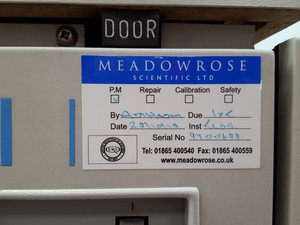 DOOR
MEADOWROSE
SCIENTIFIC LTD
P.M Repair Calibration Safety
By Due
Date Inst
Serial No
Tel: 01865 400540 Fax: 01865 400559
www.meadowrose.co.uk